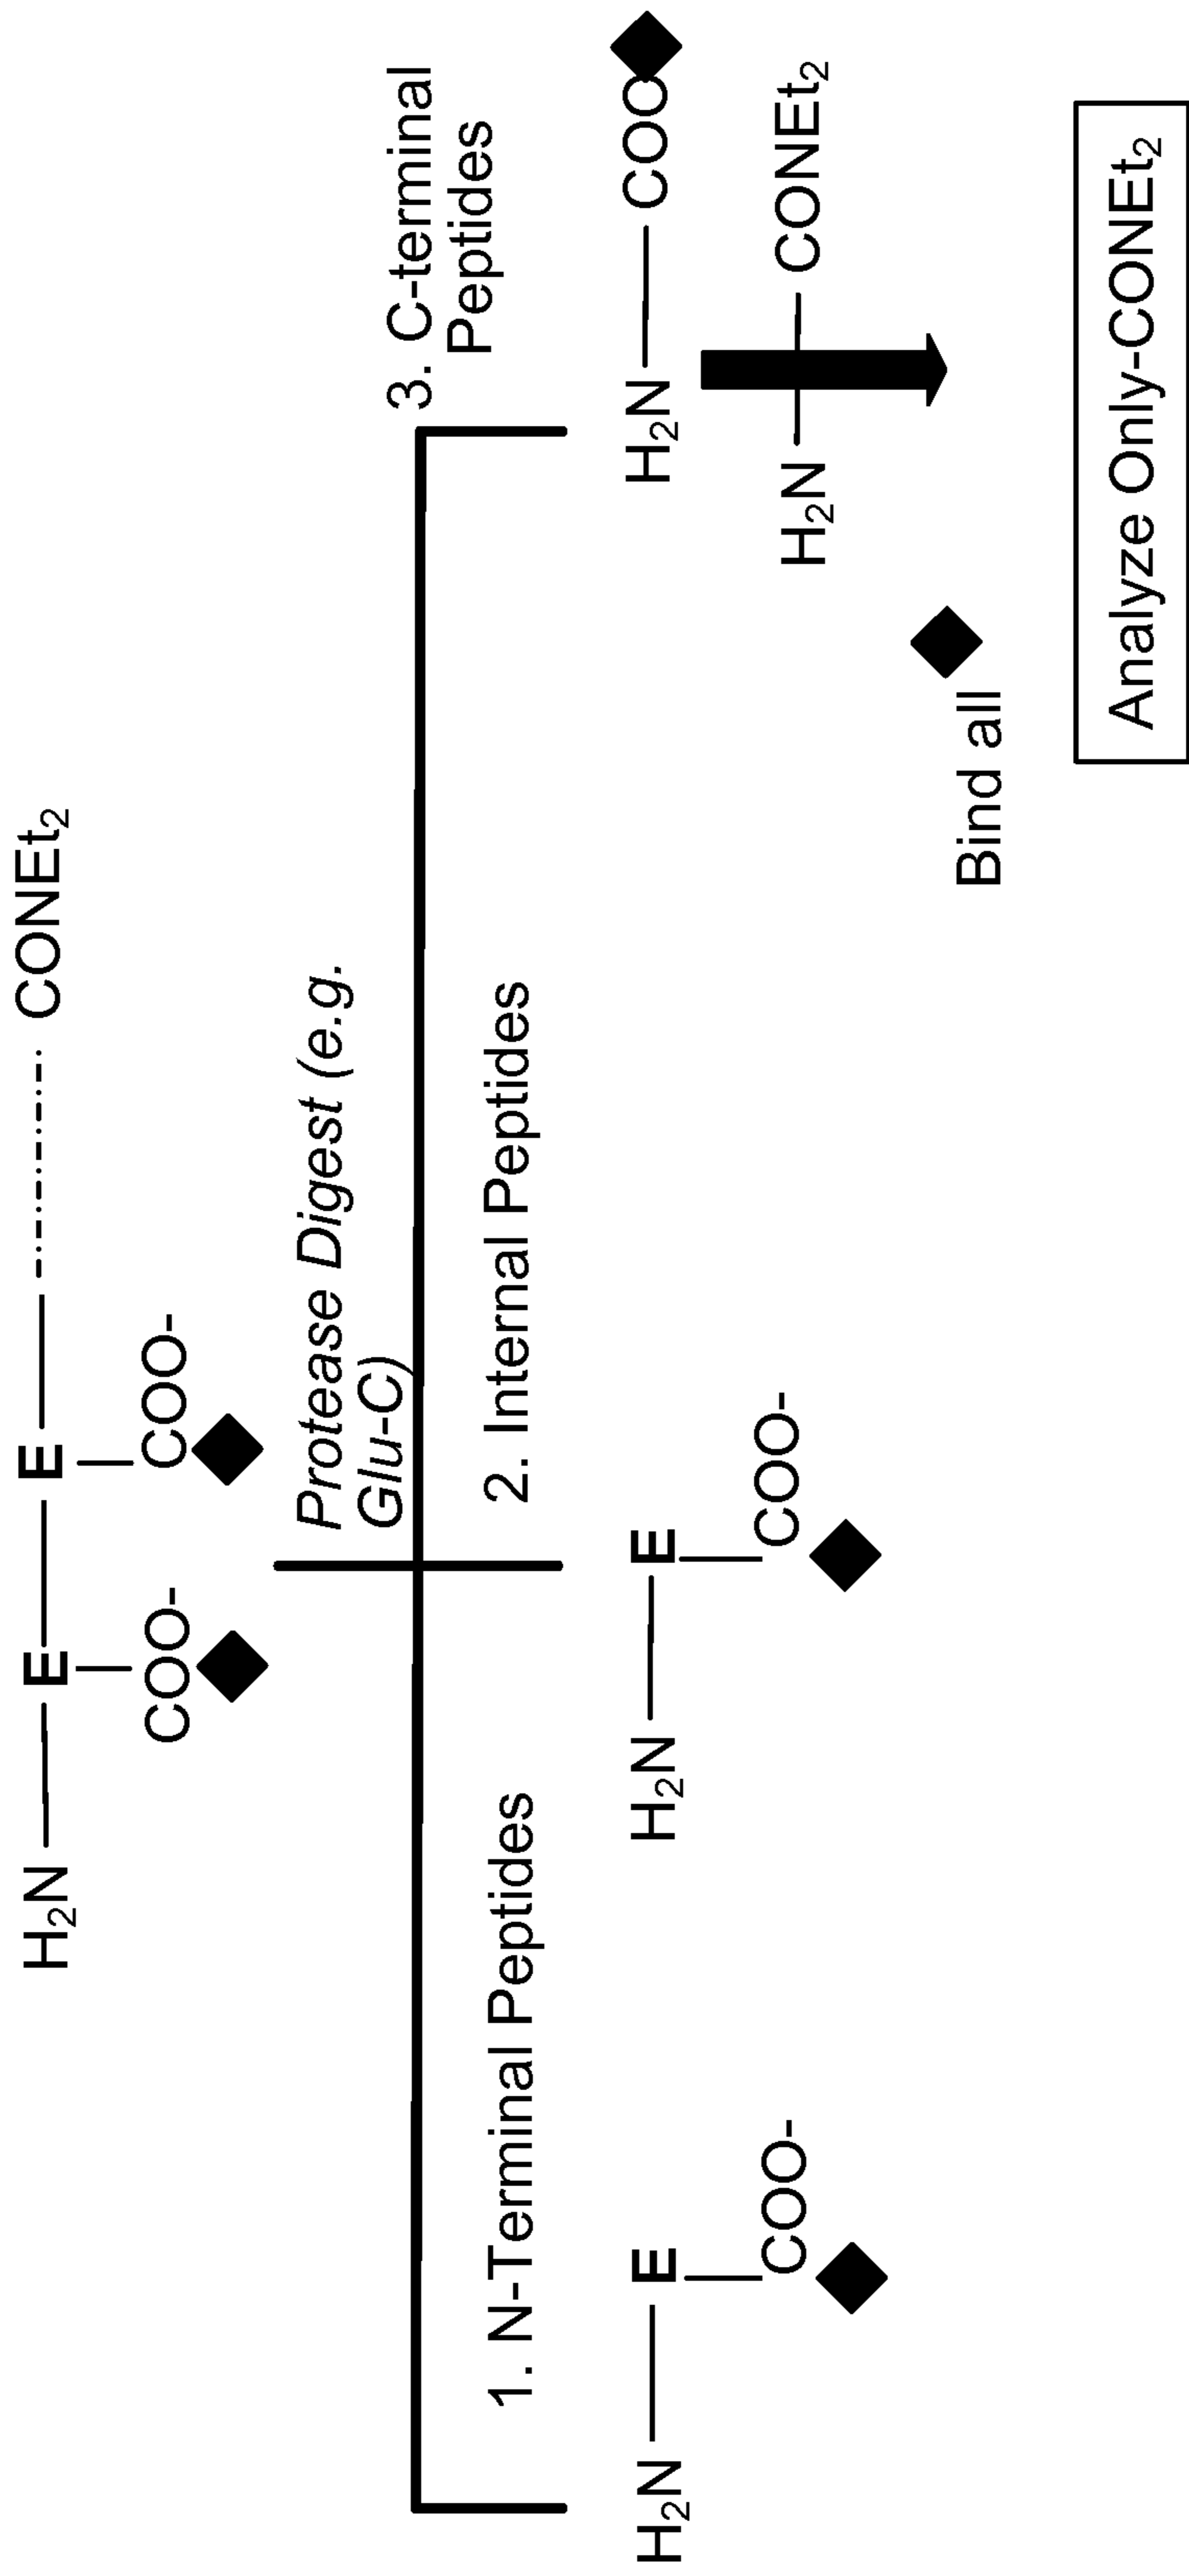 H₂N E E CONEt₂
COO- COO-
Protease Digest (e.g.
Glu-C)
1. N-Terminal Peptides
2. Internal Peptides
3. C-terminal
Peptides
H₂N E
COO-
H₂N E
COO-
H₂N COO
H₂N CONEt₂
Bind all
Analyze Only-CONEt₂